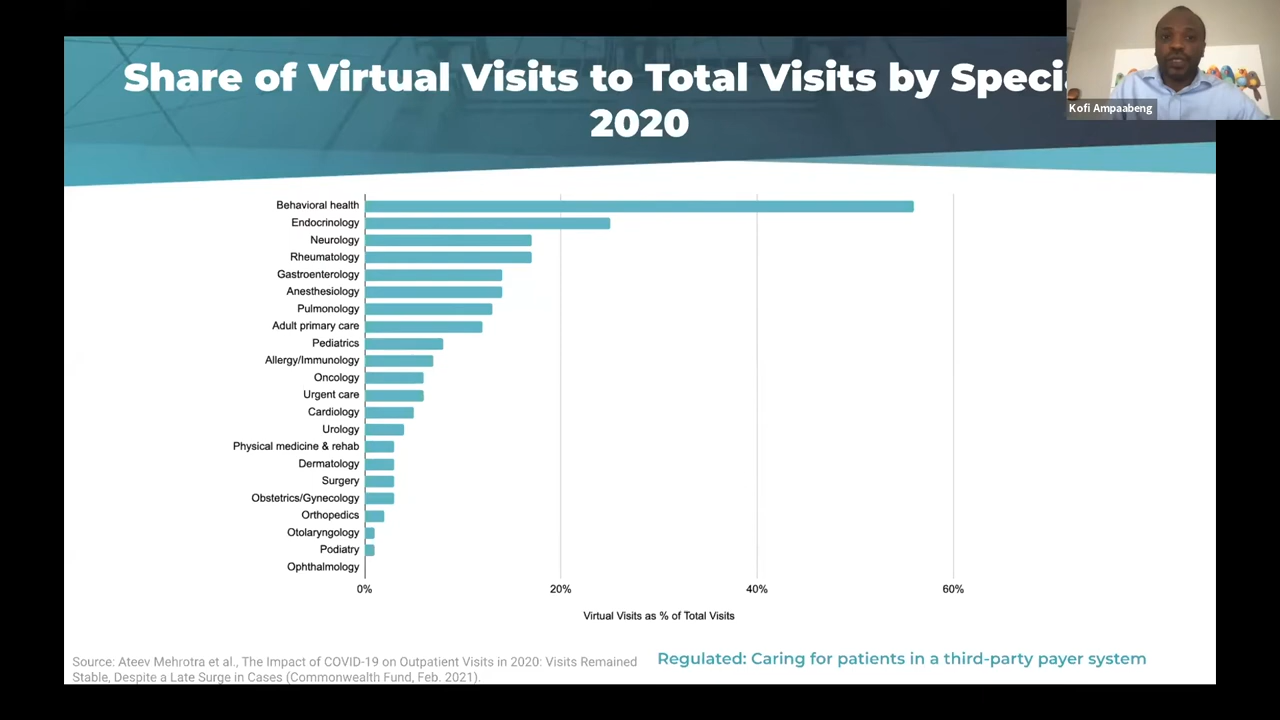 Share of Virtual Visits to Total Visits by
2020
Kofi Ampaabeng
Behavioral health
Endocrinology
Neurology
Rheumatology
Gastroenterology
Anesthesiology
Pulmonology
Adult primary care
Pediatrics
Allergy/Immunology
Oncology
Urgent care
Cardiology
Urology
Physical medicine & rehab
Dermatology
Surgery
Obstetrics/Gynecology
Orthopedics
Otolaryngology
Podiatry
Ophthalmology
0% 20% 40% 60%
Virtual Visits as % of Total Visits
Source: Ateev Mehrotra et al., The Impact of COVID-19 on Outpatient Visits in 2020: Visits Remained
Stable, Despite a Late Surge in Cases (Commonwealth Fund, Feb. 2021).
Regulated: Caring for patients in a third-party payer system